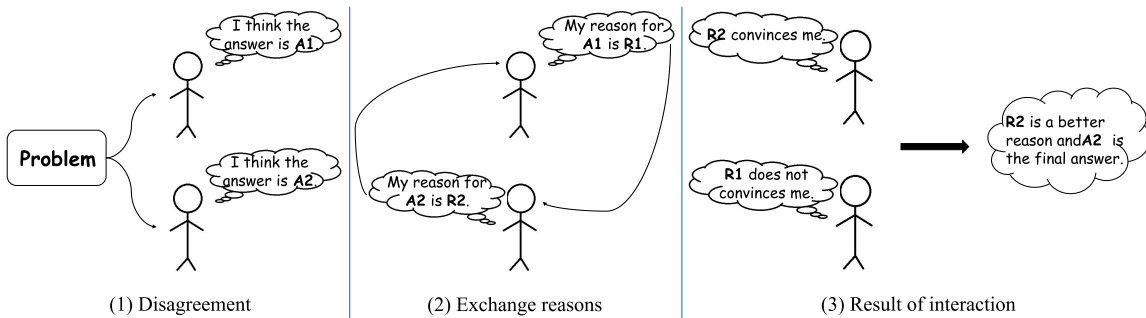 Problem
I think the
answer is A1.
I think the
answer is A2.
(1) Disagreement
My reason for
A1 is R1.
My reason for
A2 is R2.
(2) Exchange reasons
R2 convinces me.
R1 does not
convinces me.
R2 is a better
reason andA2 is
the final answer.
(3) Result of interaction